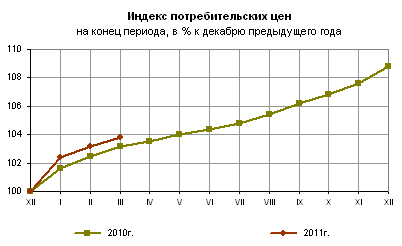 Индекс потребительских цен
на конец периода, в % к декабрю предыдущего года
110
108
106
104
102
100
XII I II III IV V VI VII VIII IX X XI XII
2010г. 2011г.